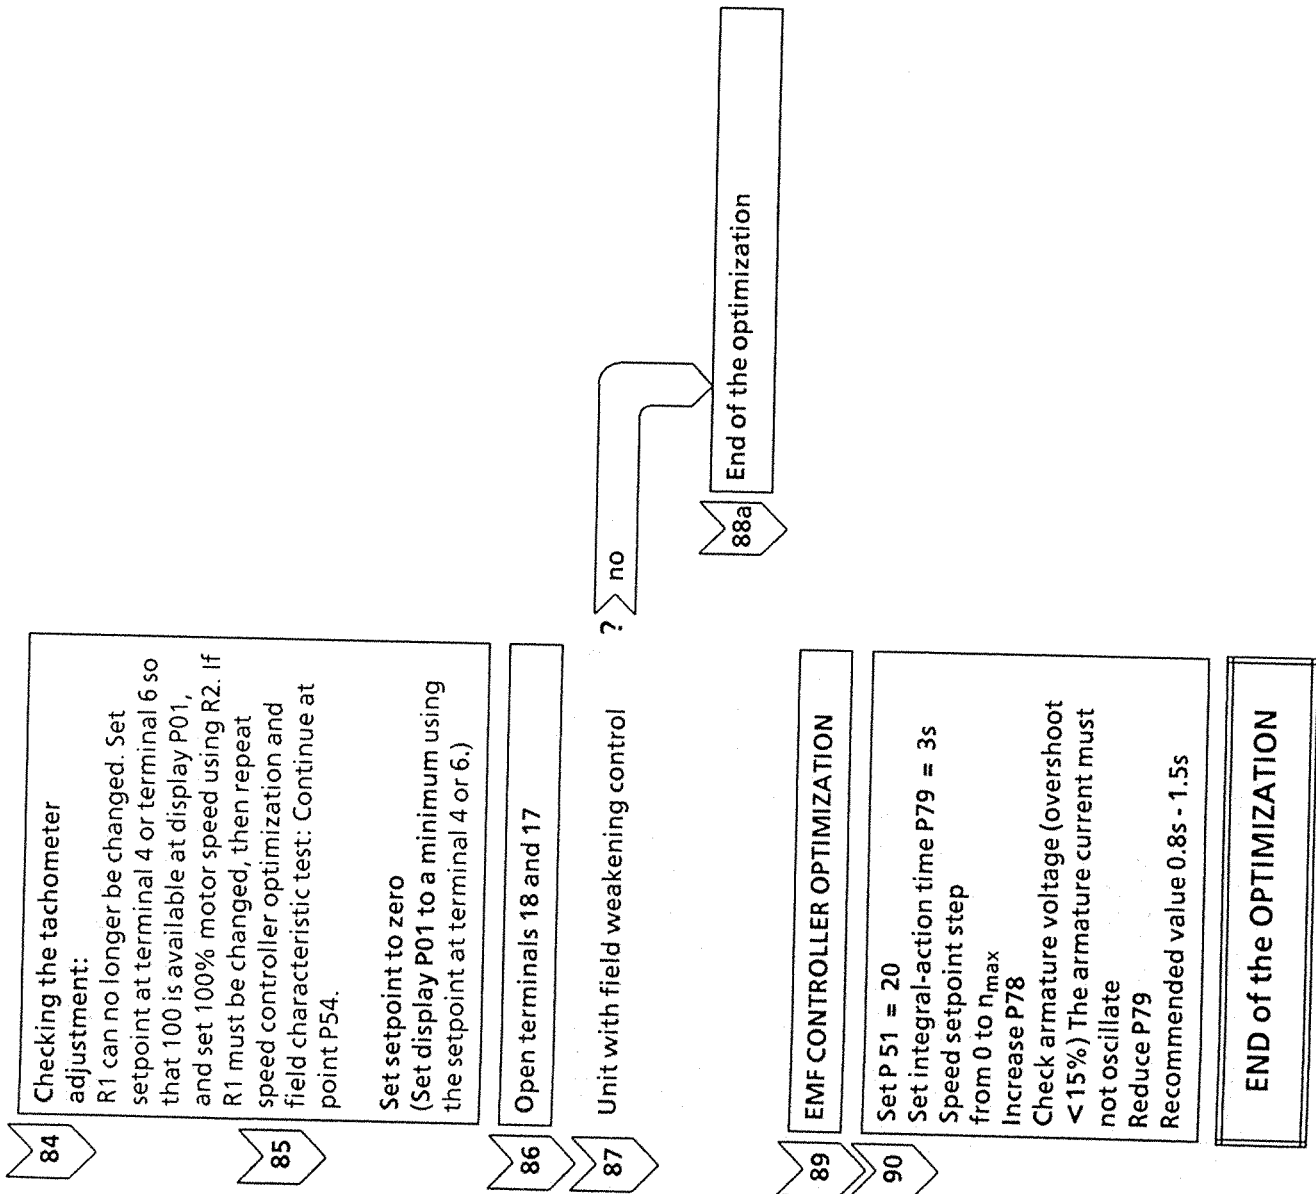 84
Checking the tachometer
adjustment:
R1 can no longer be changed. Set
setpoint at terminal 4 or terminal 6 so
that 100 is available at display P01,
and set 100% motor speed using R2. If
R1 must be changed, then repeat
speed controller optimization and
field characteristic test: Continue at
point P54.
85
Set setpoint to zero
(Set display P01 to a minimum using
the setpoint at terminal 4 or 6.)
86
Open terminals 18 and 17
87
Unit with field weakening control
? no
88a
End of the optimization
89
EMF CONTROLLER OPTIMIZATION
90
Set P 51 = 20
Set integral-action time P79 = 3s
Speed setpoint step
from 0 to nmax
Increase P78
Check armature voltage (overshoot
<15%) The armature current must
not oscillate
Reduce P79
Recommended value 0.8s - 1.5s
END of the OPTIMIZATION